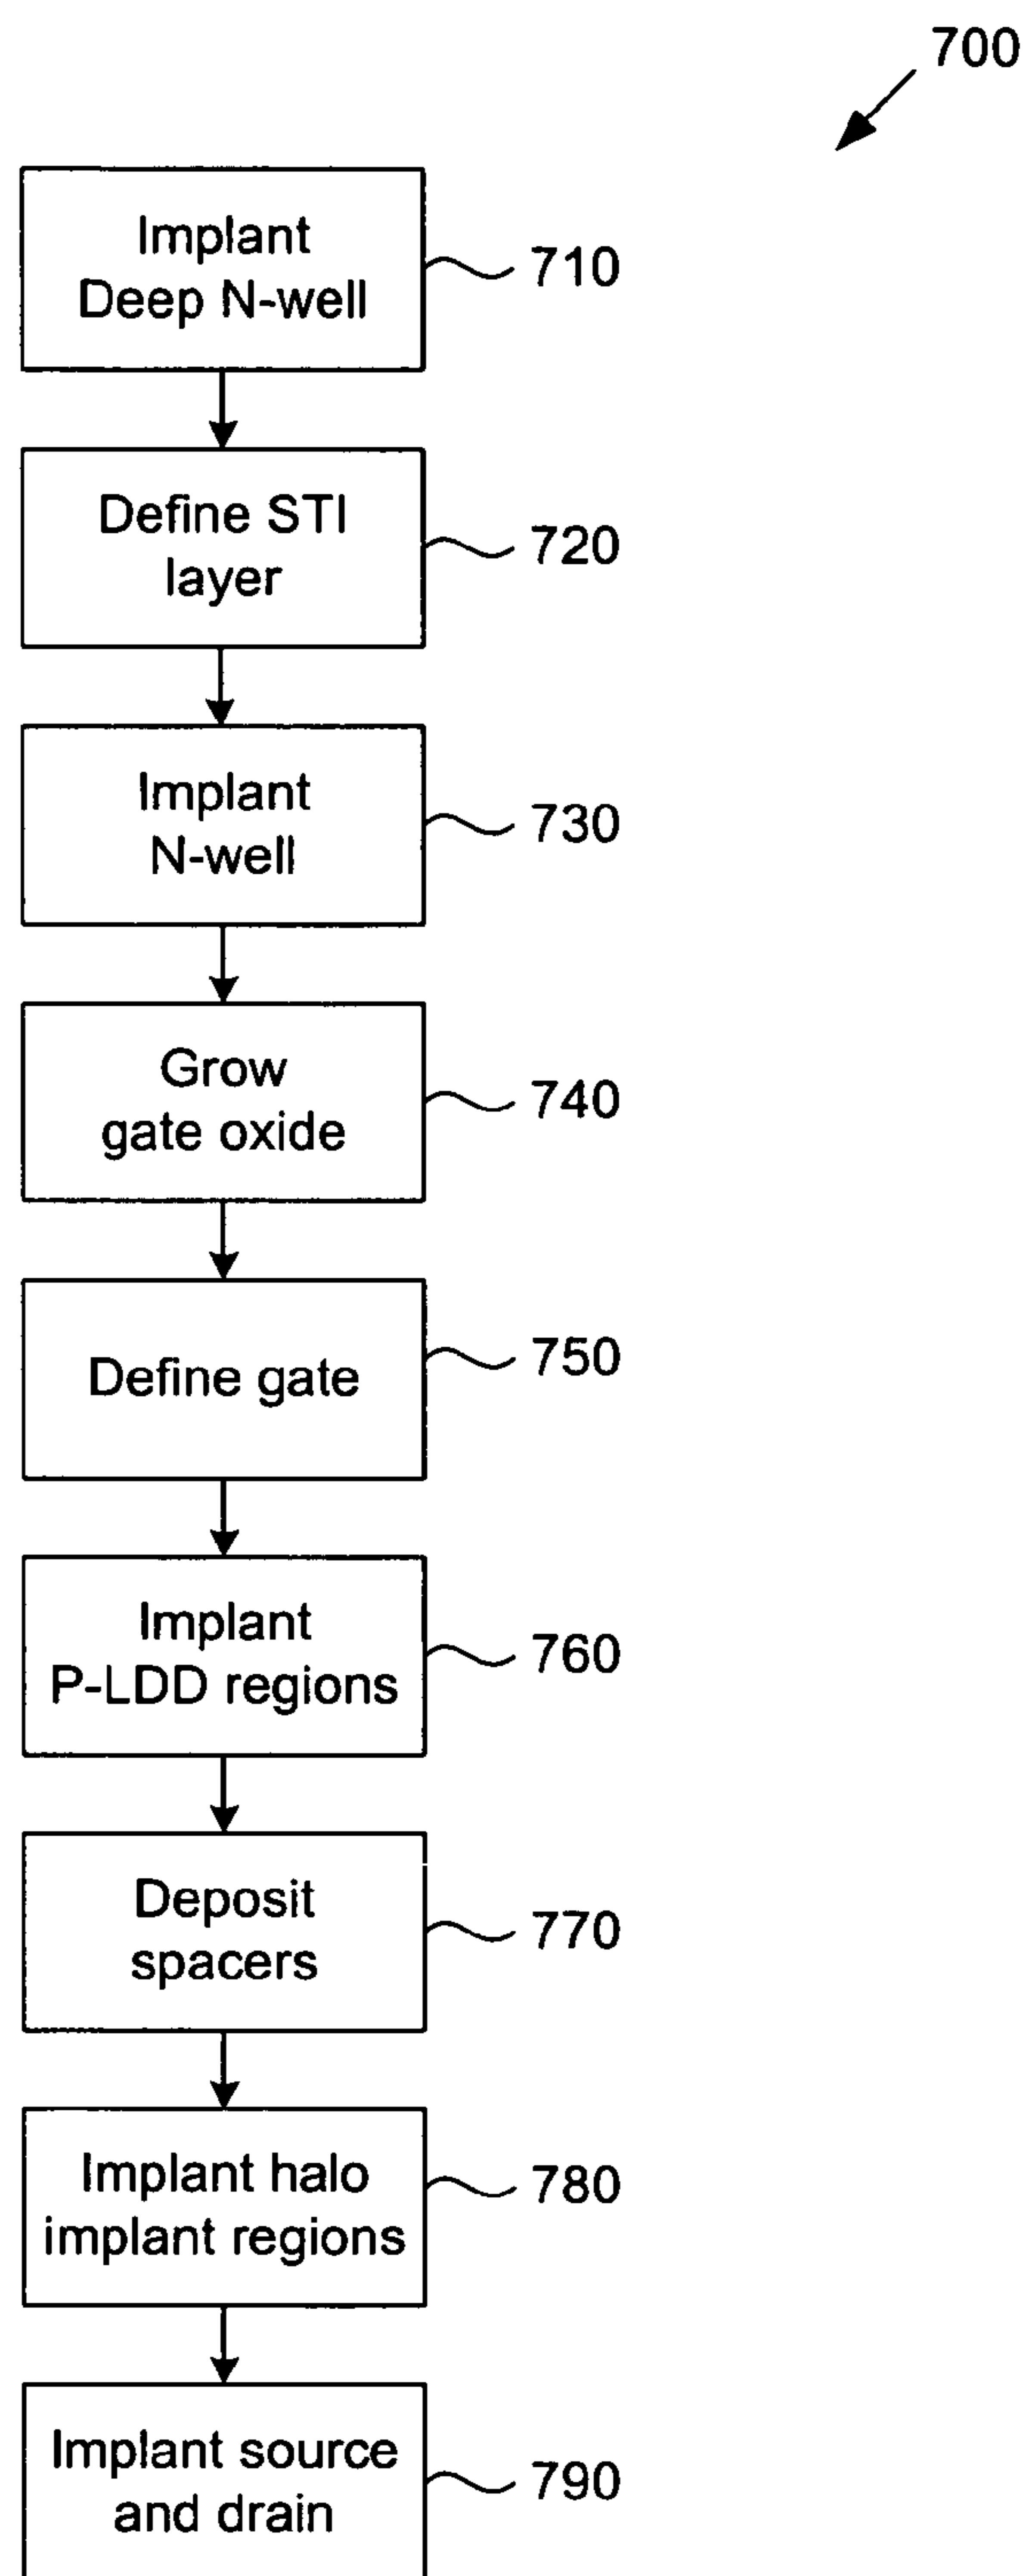 700
Implant
Deep N-well
710
Define STI
layer
720
Implant
N-well
730
Grow
gate oxide
740
Define gate
750
Implant
P-LDD regions
760
Deposit
spacers
770
Implant halo
implant regions
780
Implant source
and drain
790